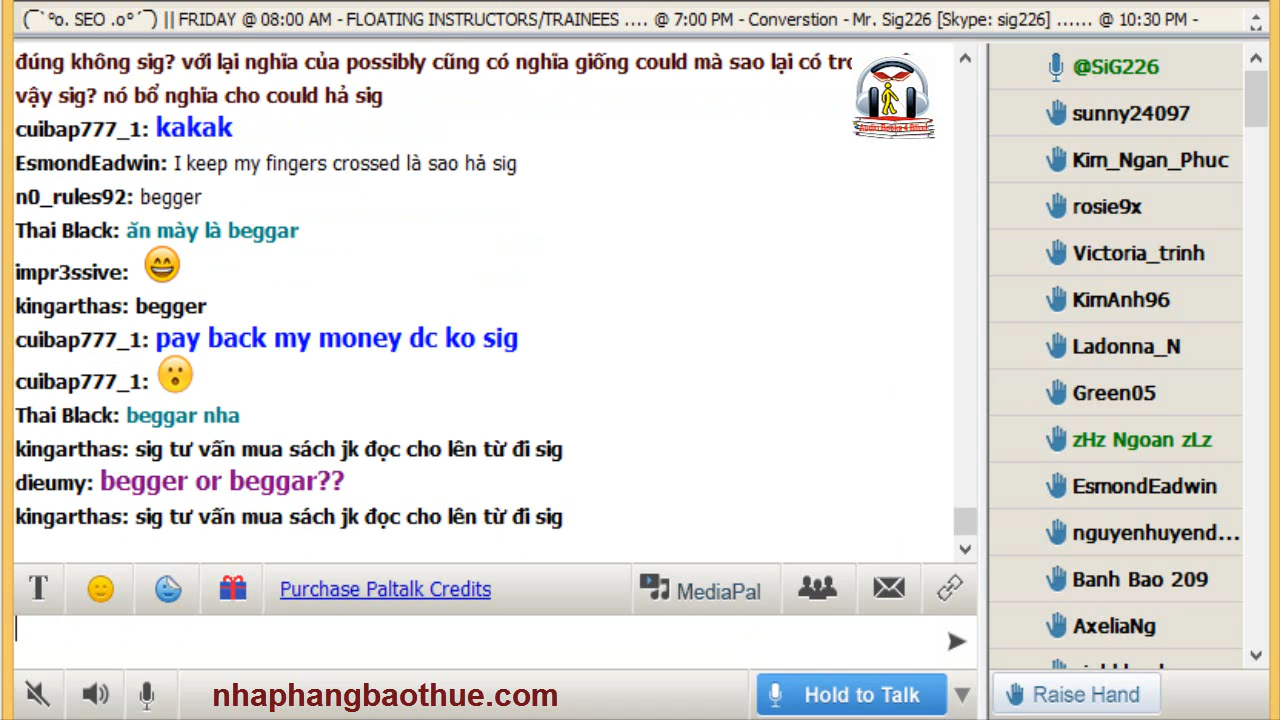 (¯`°o. SEO .o°´¯) || FRIDAY @ 08:00 AM - FLOATING INSTRUCTORS/TRAINEES .... @ 7:00 PM - Converstion - Mr. Sig226 [Skype: sig226] ...... @ 10:30 PM -
đúng không sig? với lại nghĩa của possibly cũng có nghĩa giống could mà sao lại có
vậy sig? nó bổ nghĩa cho could hả sig
cuibap777_1: kakak
EsmondEadwin: I keep my fingers crossed là sao hả sig
n0_rules92: begger
Thai Black: ăn mày là beggar
impr3ssive:
kingarthas: begger
cuibap777_1: pay back my money dc ko sig
cuibap777_1:
Thai Black: beggar nha
kingarthas: sig tư vấn mua sách jk đọc cho lên từ đi sig
dieumy: begger or beggar??
kingarthas: sig tư vấn mua sách jk đọc cho lên từ đi sig
Audio Books 4 Blind
@SiG226
sunny24097
Kim_Ngan_Phuc
rosie9x
Victoria_trinh
KimAnh96
Ladonna_N
Green05
zHz Ngoan zLz
EsmondEadwin
nguyenhuyend...
Banh Bao 209
AxeliaNg
T
Purchase Paltalk Credits
MediaPal
nhaphangbaothue.com
Hold to Talk
Raise Hand